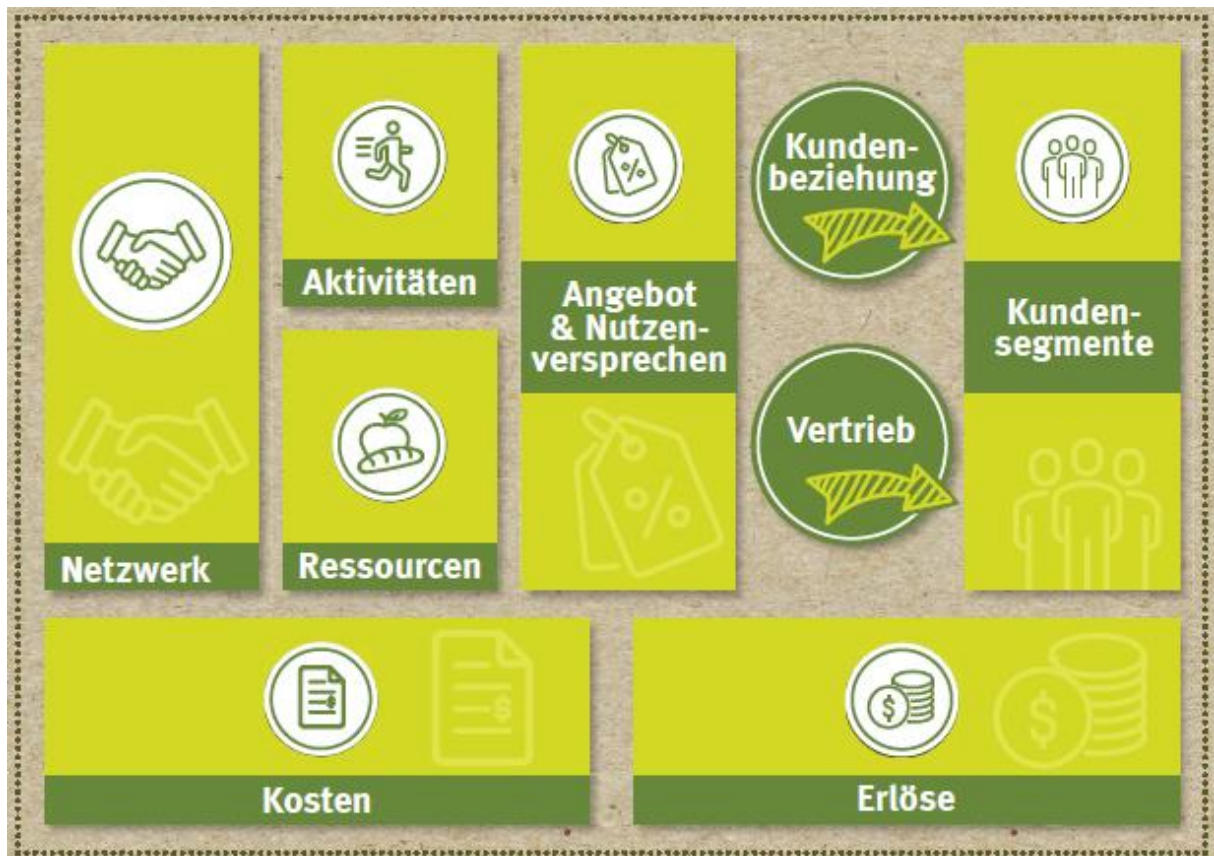 Netzwerk
Aktivitäten
Ressourcen
Angebot
& Nutzen-
versprechen
Kunden-
beziehung
Vertrieb
Kunden-
segmente
Kosten
Erlöse